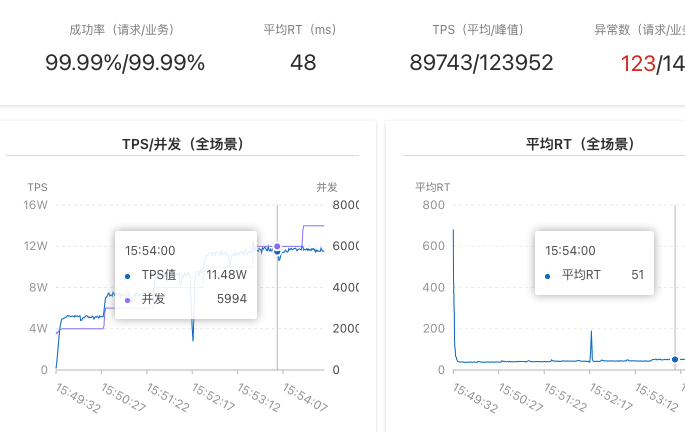 成功率（请求/业务） 平均RT（ms） TPS（平均/峰值） 异常数（请求/业务
99.99%/99.99% 48 89743/123952 123/14
TPS/并发（全场景） 平均RT（全场景）
TPS 并发 平均RT
16W 8000 800
12W 6000 600
8W 4000 400
4W 2000 200
0 0 0
15:54:00 15:54:00
TPS值 11.48W 平均RT 51
并发 5994
15:49:32 15:50:27 15:51:22 15:52:17 15:53:12 15:54:07 15:49:32 15:50:27 15:51:22 15:52:17 15:53:12